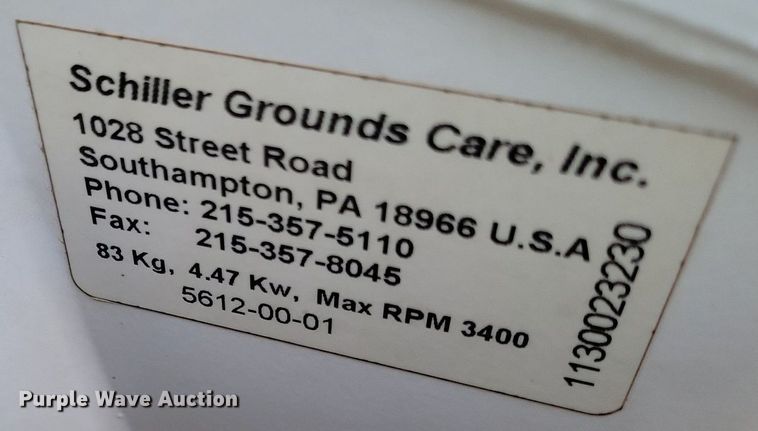 Schiller Grounds Care, Inc.
1028 Street Road
Southampton, PA 18966 U.S.A
Phone: 215-357-5110
Fax: 215-357-8045
83 Kg, 4.47 Kw, Max RPM 3400
5612-00-01
1130023230
Purple Wave Auction